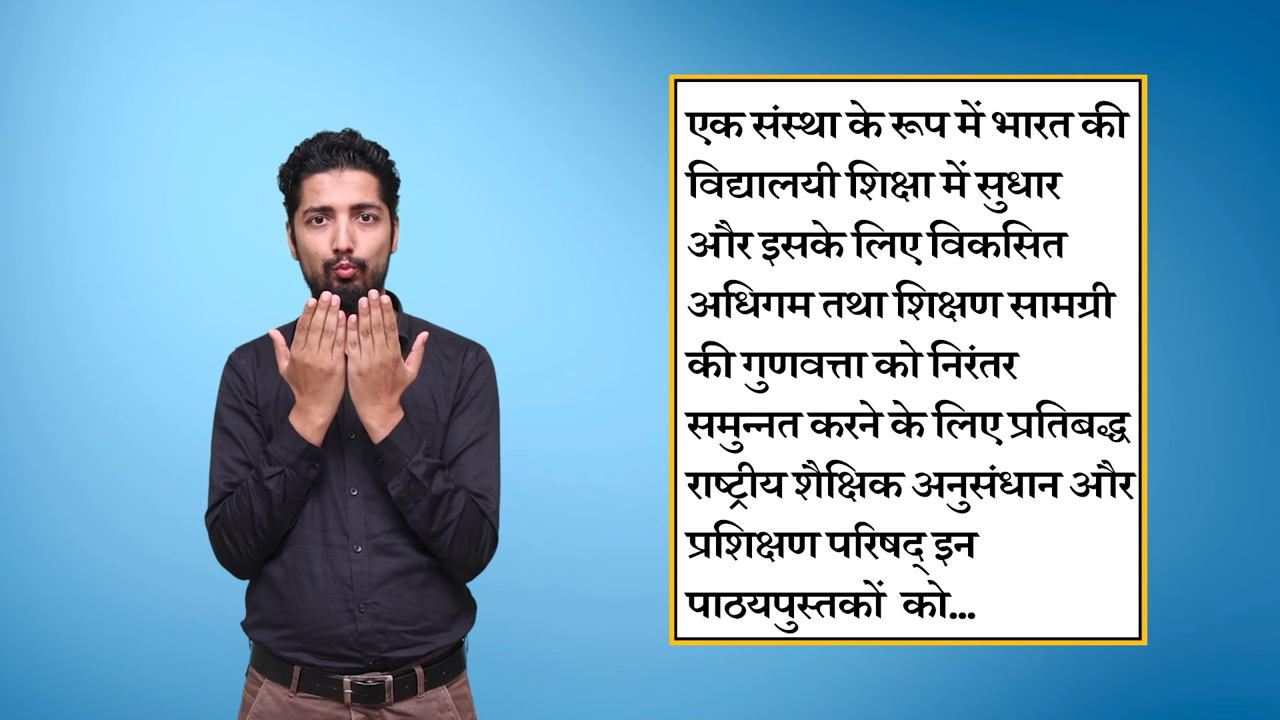 एक संस्था के रूप में भारत की
विद्यालयी शिक्षा में सुधार
और इसके लिए विकसित
अधिगम तथा शिक्षण सामग्री
की गुणवत्ता को निरंतर
समुन्नत करने के लिए प्रतिबद्ध
राष्ट्रीय शैक्षिक अनुसंधान और
प्रशिक्षण परिषद् इन
पाठयपुस्तकों को...